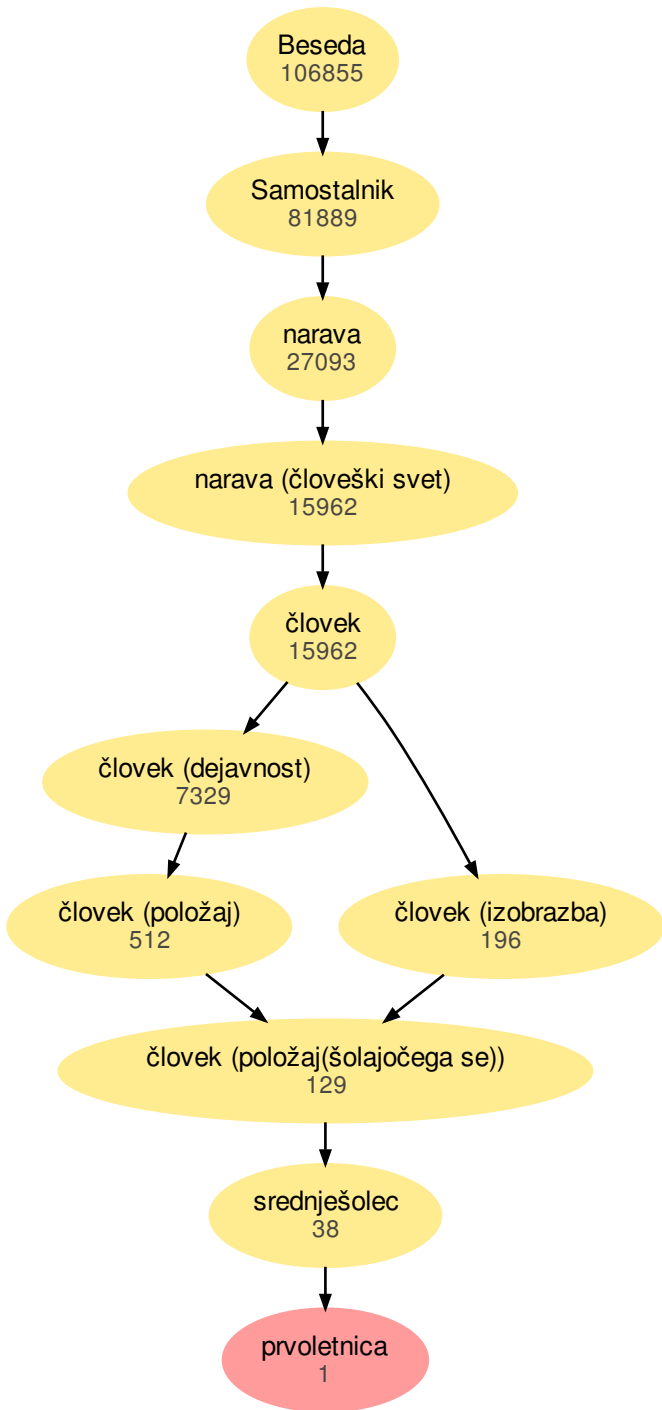 Beseda
106855
Samostalnik
81889
narava
27093
narava (človeški svet)
15962
človek
15962
človek (dejavnost)
7329
človek (položaj)
512
človek (izobrazba)
196
človek (položaj(šolajočega se))
129
srednješolec
38
prvoletnica
1